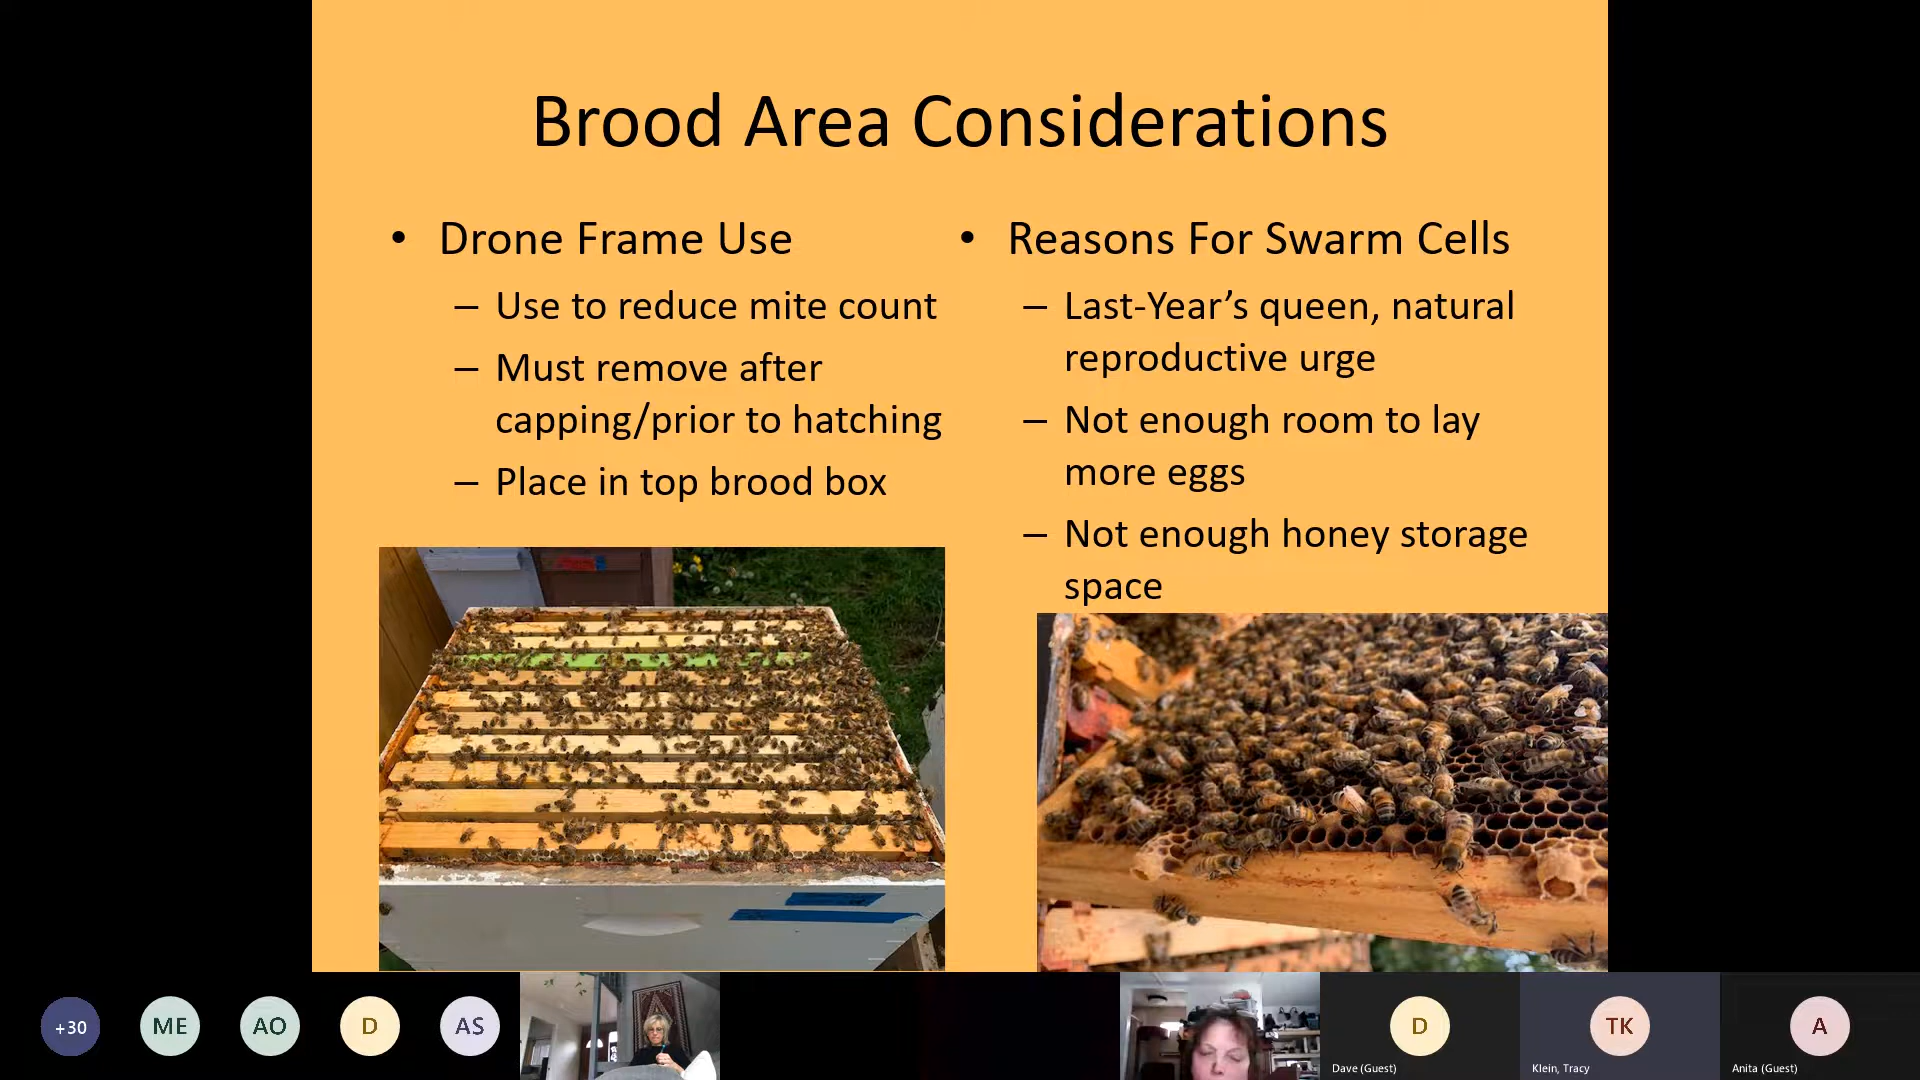 Brood Area Considerations
• Drone Frame Use
– Use to reduce mite count
– Must remove after
capping/prior to hatching
– Place in top brood box
• Reasons For Swarm Cells
– Last-Year’s queen, natural
reproductive urge
– Not enough room to lay
more eggs
– Not enough honey storage
space
+30
ME
AO
D
AS
D
Dave (Guest)
TK
Klein, Tracy
A
Anita (Guest)